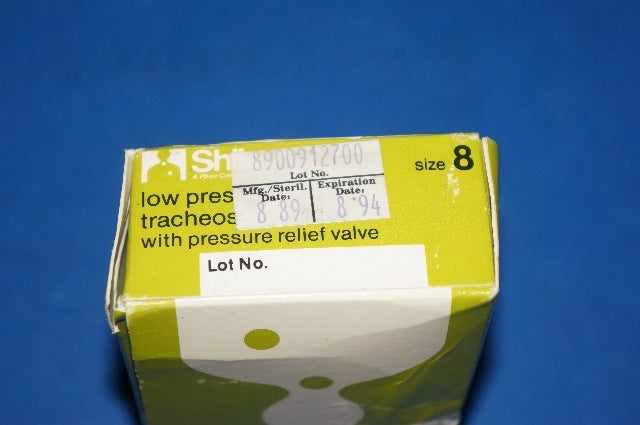 Shi
8900912700
Lot No.
Mfg./Steril. Date: Expiration Date:
8 89 8 94
size 8
low pres
tracheos
with pressure relief valve
Lot No.